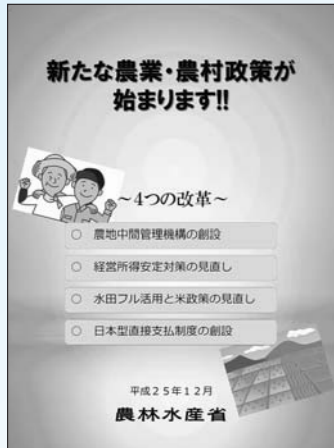 新たな農業・農村政策が
始まります!!
～4つの改革～
○ 農地中間管理機構の創設
○ 経営所得安定対策の見直し
○ 水田フル活用と米政策の見直し
○ 日本型直接支払制度の創設
平成25年12月
農林水産省